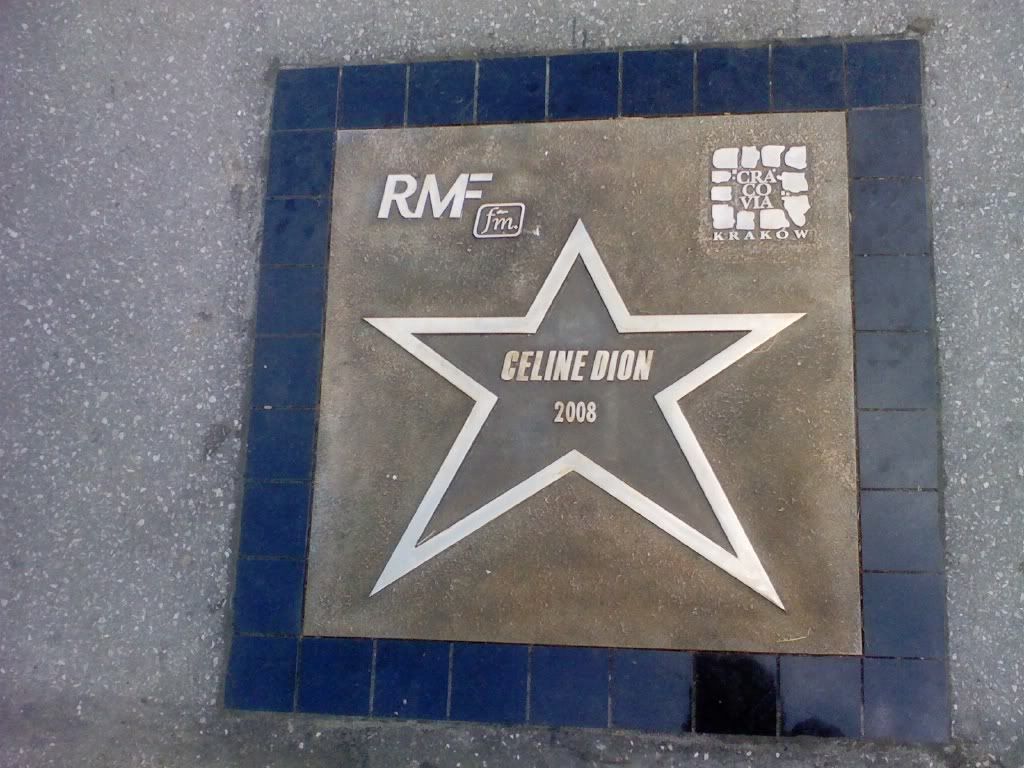 RMF
fm.
CRA
CO
VIA
KRAKÓW
CELINE DION
2008